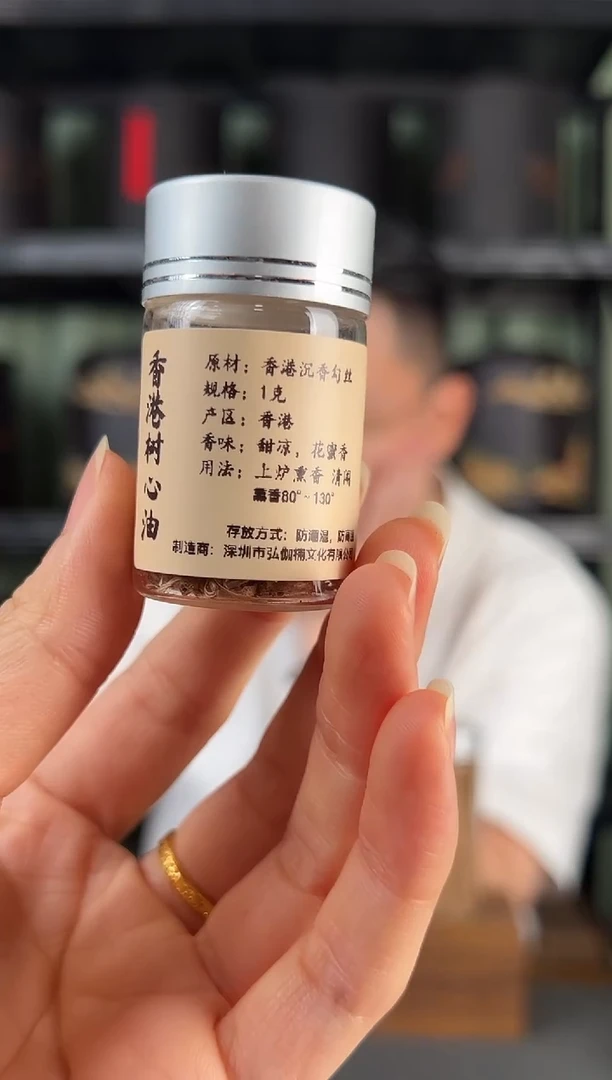 香港树心油
原材：香港沉香勾丝
规格：1克
产区：香港
香味：甜凉，花蜜香
用法：上炉熏香 清闻
熏香80°~130°
存放方式：防潮湿，防
制造商：深圳市弘伽楠文化有限公司